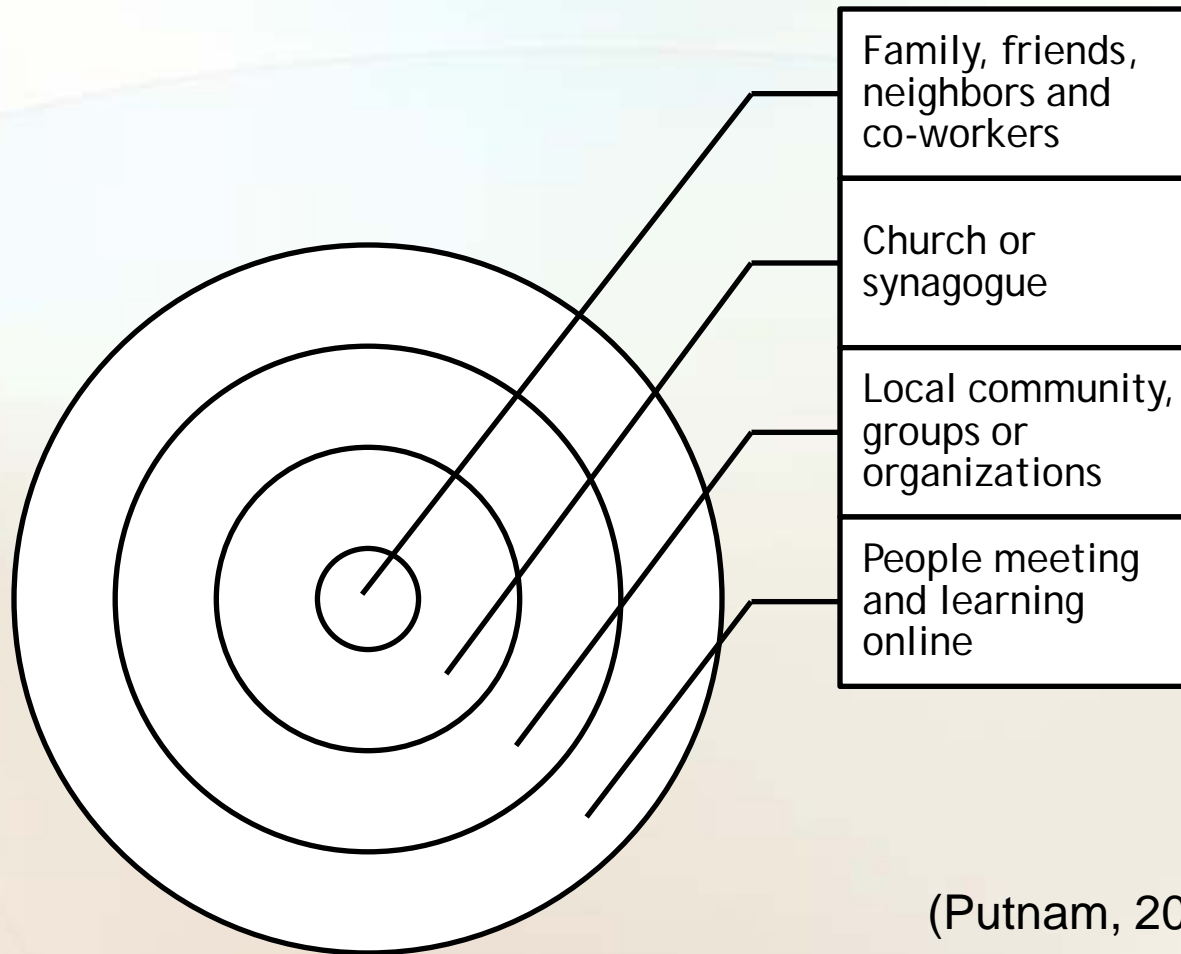 Family, friends,
neighbors and
co-workers
Church or
synagogue
Local community,
groups or
organizations
People meeting
and learning
online
(Putnam, 20